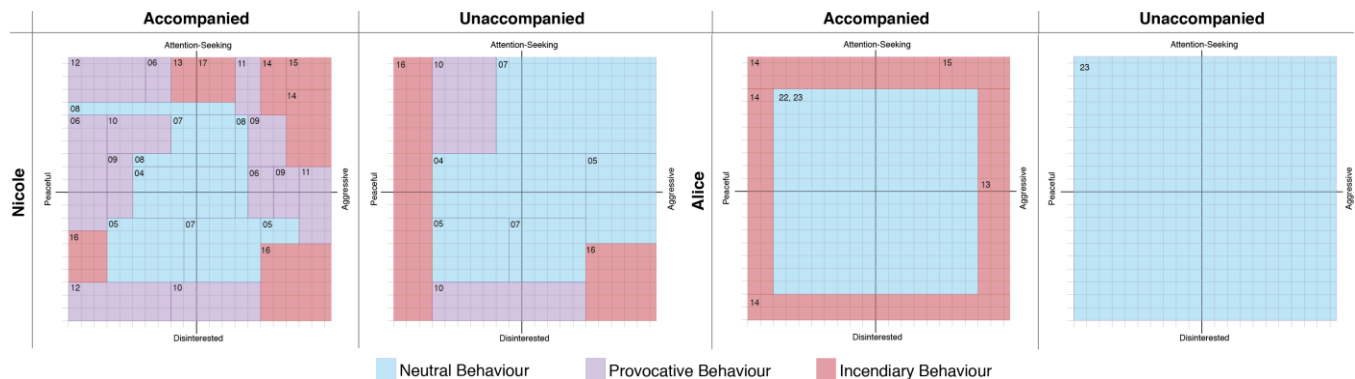 Accompanied Unaccompanied Accompanied Unaccompanied
Attention-Seeking Attention-Seeking Attention-Seeking Attention-Seeking
12 06 13 17 11 14 15 16 10 07 14 15 23
14 14 22, 23
08
06 10 07 08 09
09 08 04 05
04 06 09 11 13
Nicole Peaceful Aggressive Peaceful Aggressive Alice Peaceful Aggressive Peaceful Aggressive
05 07 05 05 07
16 16 16
12 10 10 14
Disinterested Disinterested Disinterested Disinterested
Neutral Behaviour Provocative Behaviour Incendiary Behaviour